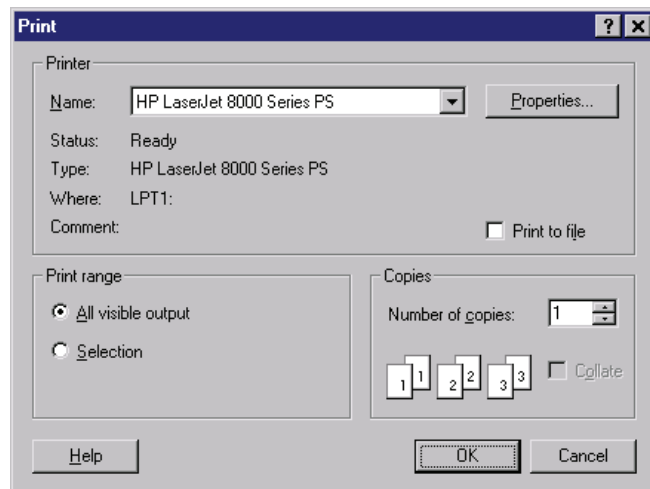 Print
Printer
Name: HP LaserJet 8000 Series PS Properties...
Status: Ready
Type: HP LaserJet 8000 Series PS
Where: LPT1:
Comment: Print to file
Print range
All visible output
Selection
Copies
Number of copies: 1
1 1 2 2 3 3 Collate
Help OK Cancel